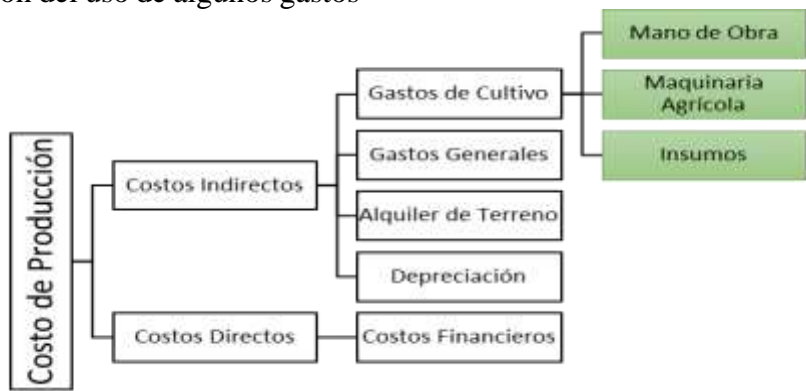 ón del uso de algunos gastos
Costo de Producción
Costos Indirectos
Gastos de Cultivo
Mano de Obra
Maquinaria
Agrícola
Insumos
Gastos Generales
Alquiler de Terreno
Depreciación
Costos Directos
Costos Financieros